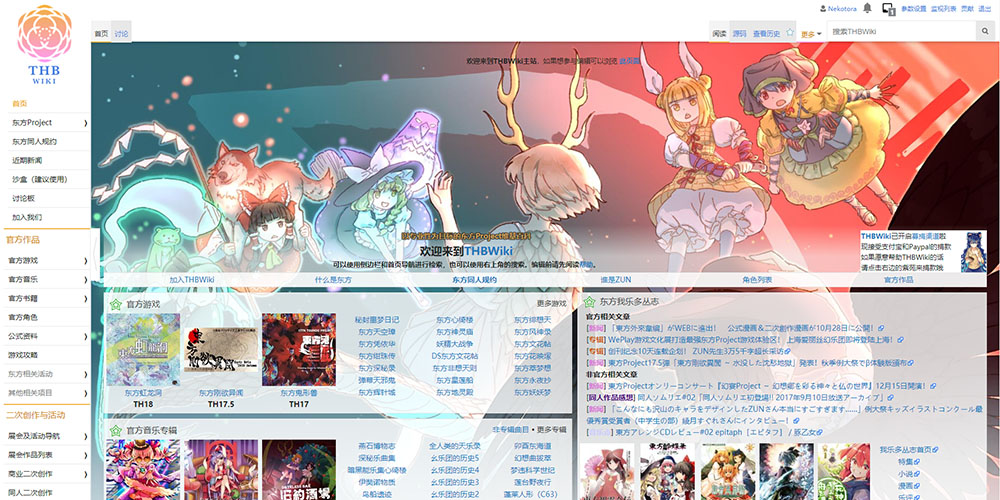 Nekotora
1
参数设置
监视列表
贡献
退出
THB
WIKI
首页
讨论
阅读
源码
查看历史
更多
搜索THBWiki
首页
东方Project
东方同人规约
近期新闻
沙盒（建议使用）
讨论板
加入我们
官方作品
官方游戏
官方音乐
官方书籍
官方角色
公式资料
游戏攻略
东方相关活动
其他相关项目
二次创作与活动
展会及活动导航
展会作品列表
商业二次创作
同人二次创作
欢迎来到THBWiki主站，如果想参与编辑可以浏览 此页面
欢迎来到THBWiki
可以使用侧边栏和首页导航进行检索，也可以使用右上角的搜索。编辑前请先阅读帮助。
THBWiki已开启募捐渠道啦
现接受支付宝和Paypal的捐款
如果愿意帮助THBWiki的话
请点击右边的紫苑来捐款哦
加入THBWiki
什么是东方
东方同人规约
谁是ZUN
角色列表
官方作品
官方游戏
更多游戏
东方虹龙洞
TH18
东方刚欲异闻
TH17.5
东方鬼形兽
TH17
秘封噩梦日记
东方心绮楼
东方绯想天
东方天空璋
东方神灵庙
东方风神录
东方凭依华
妖精大战争
东方文花帖
东方绀珠传
DS东方文花帖
东方花映塚
东方深秘录
东方非想天则
东方萃梦想
弹幕天邪鬼
东方星莲船
东方永夜抄
东方辉针城
东方地灵殿
东方妖妖梦
官方音乐专辑
非专辑曲目 • 更多专辑
燕石博物志
全人类的天乐录
卯酉东海道
深秘乐曲集
幺乐团的历史5
幻想曲拔萃
暗黑能乐集心绮楼
幺乐团的历史4
梦违科学世纪
伊奘诺物质
幺乐团的历史3
莲台野夜行
鸟船遗迹
幺乐团的历史2
蓬莱人形（C63）
东方我乐多丛志
官方相关文章
[新闻] 「東方外來韋編」がWEBに進出！ 公式漫画＆二次創作漫画が10月28日に公開！
[专辑] WePlay游戏文化展打造最强东方Project游戏体验区！ 上海爱丽丝幻乐团即将登陆上海！
[专辑] 创刊纪念10天连载企划！ ZUN先生3万5千字超长采访
[新闻] 東方Project17.5弾「東方剛欲異聞 ~ 水没した沈愁地獄」発表！秋季例大祭で体験版頒布
非官方相关文章
[新闻] 東方Projectオンリーコンサート『幻奏Project － 幻想郷を彩る神々と仏の世界』12月15日開演！
[同人作品感想] 同人ソムリエ#02「同人ソムリエ初登場！2017年9月10日放送アーカイブ」
[新闻] 「こんなにも沢山のキャラをデザインしたZUNさん本当にすごすぎます……」例大祭キッズイラストコンクール最優秀賞受賞者（中学生の部）綾月すぐれさんにインタビュー！
東方アレンジCDレビュー#02 epitaph［エピタフ］／豚乙女
我乐多丛志首页
特集
小说
漫画
乐评